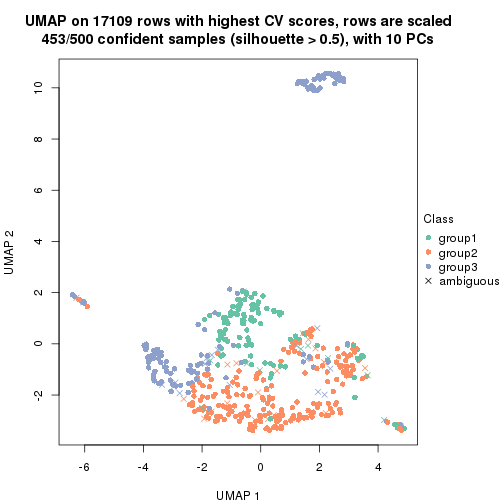 UMAP on 17109 rows with highest CV scores, rows are scaled
453/500 confident samples (silhouette > 0.5), with 10 PCs
10
8
6
4
2
0
-2
UMAP 2
-6
-4
-2
0
2
4
UMAP 1
Class
group1
group2
group3
ambiguous